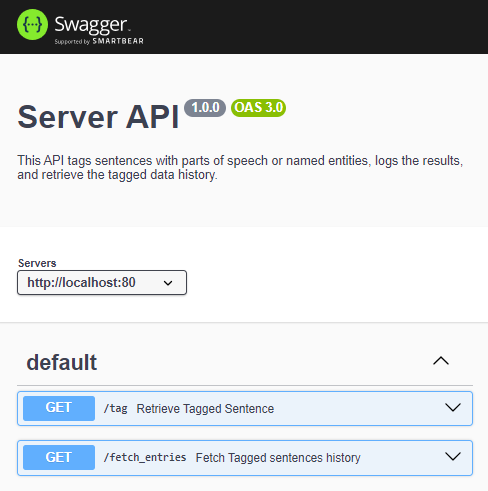 Swagger.
Supported by SMARTBEAR
Server API 1.0.0 OAS 3.0
This API tags sentences with parts of speech or named entities, logs the results,
and retrieve the tagged data history.
Servers
http://localhost:80
default
GET /tag Retrieve Tagged Sentence
GET /fetch_entries Fetch Tagged sentences history